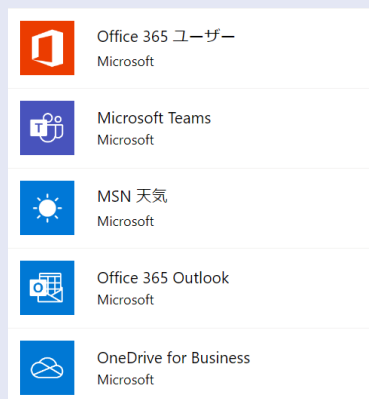 Office 365 ユーザー
Microsoft
T
Microsoft Teams
Microsoft
MSN 天気
Microsoft
O
Office 365 Outlook
Microsoft
OneDrive for Business
Microsoft